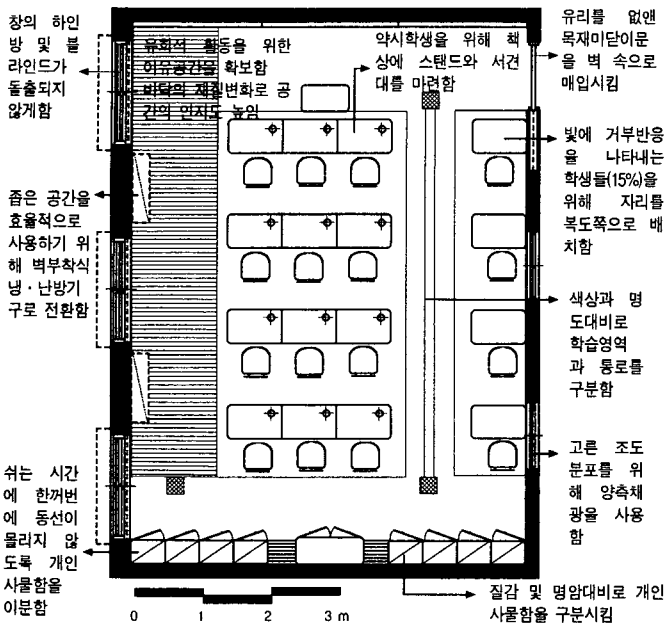 창의 하인
방 및 블
라인드가
돌출되지
않게함
유희적 활동을 위한
여유공간을 확보함
바닥의 재질변화로 공
간의 인지도 높임
약시학생을 위해 책
상에 스탠드와 서견
대를 마련함
유리를 없앤
목재미닫이문
을 벽 속으로
매입시킴
빛에 거부반응
을 나타내는
학생들(15%)을
위해 자리를
복도쪽으로 배
치함
좁은 공간을
효율적으로
사용하기 위
해 벽부착식
냉·난방기
구로 전환함
색상과 명
도대비로
학습영역
과 통로를
구분함
쉬는 시간
에 한꺼번
에 동선이
몰리지 않
도록 개인
사물함을
이분함
고른 조도
분포를 위
해 양측채
광을 사용
함
질감 및 명암대비로 개인
사물함을 구분시킴
0 1 2 3 m